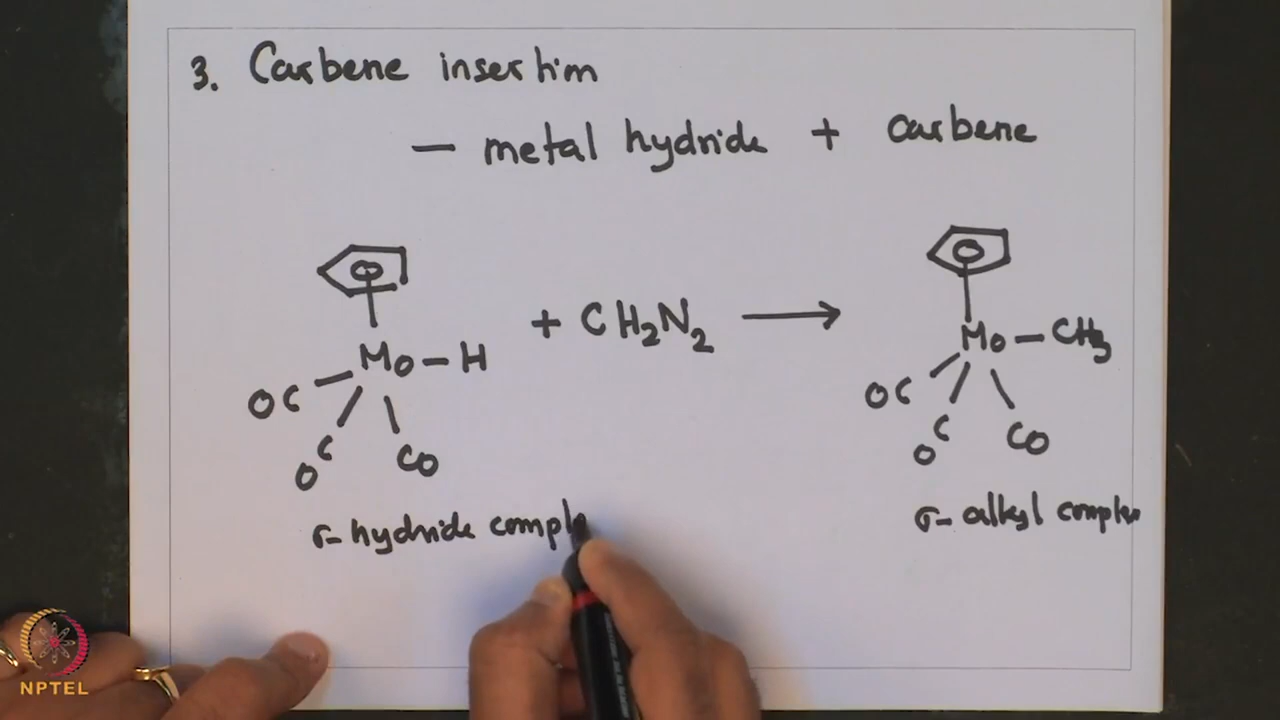 3. Carbene insertion
— metal hydride + carbene
Mo — H + CH₂N₂ ⟶ Mo — CH₃
OC OC CO OC OC CO
σ- hydride comple σ- alkyl complex
NPTEL